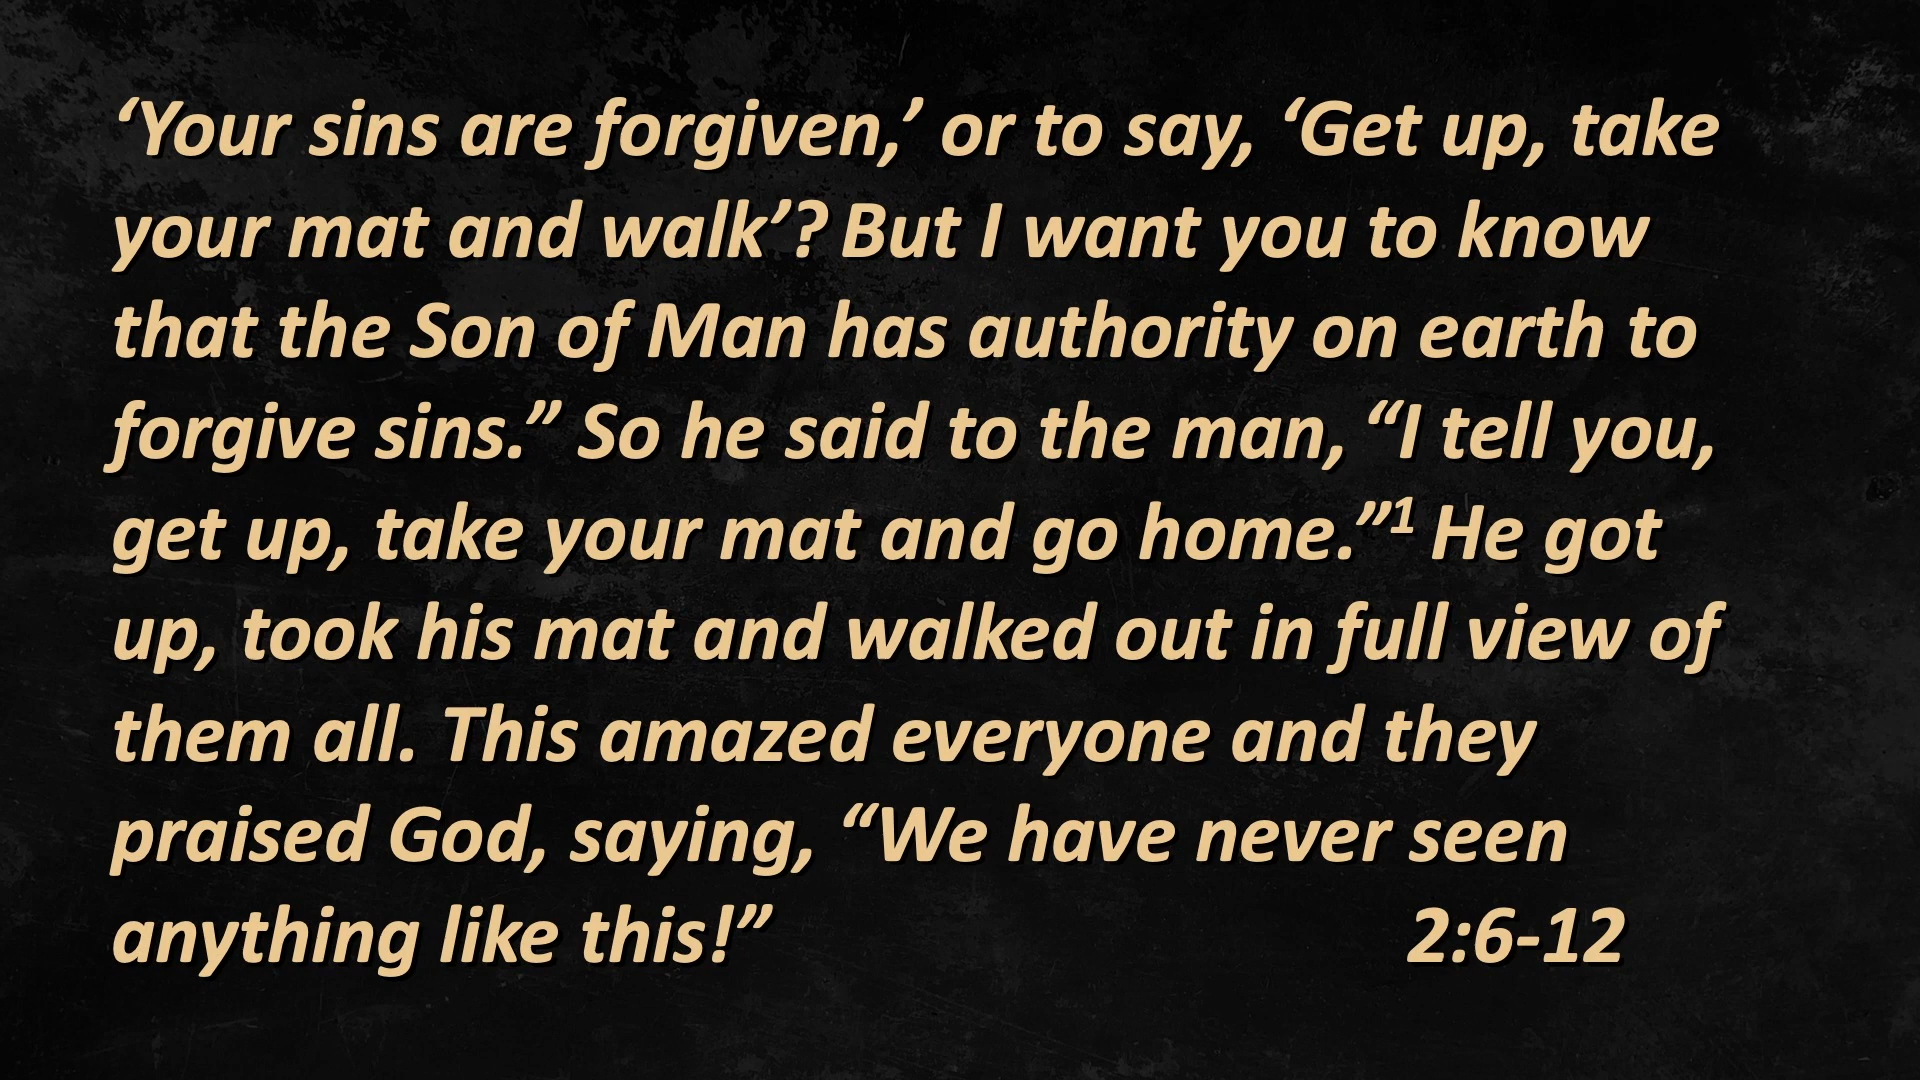 ‘Your sins are forgiven,’ or to say, ‘Get up, take
your mat and walk’? But I want you to know
that the Son of Man has authority on earth to
forgive sins.” So he said to the man, “I tell you,
get up, take your mat and go home.”¹ He got
up, took his mat and walked out in full view of
them all. This amazed everyone and they
praised God, saying, “We have never seen
anything like this!” 2:6-12